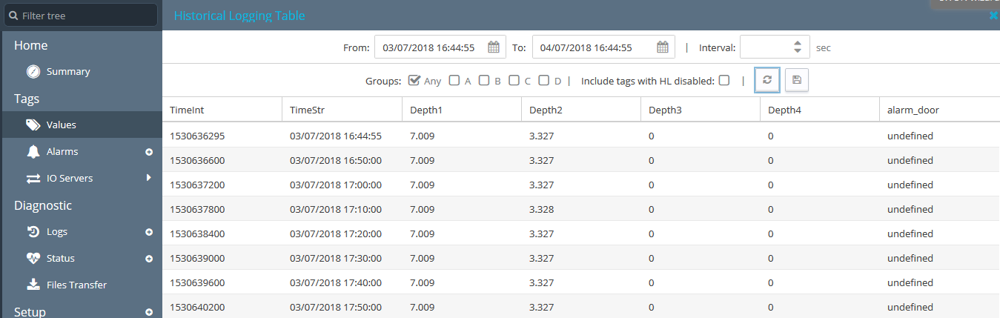 Filter tree
Home
Summary
Tags
Values
Alarms
IO Servers
Diagnostic
Logs
Status
Files Transfer
Setup
Historical Logging Table
From: 03/07/2018 16:44:55 To: 04/07/2018 16:44:55 | Interval: sec
Groups: Any A B C D | Include tags with HL disabled: |
TimeInt TimeStr Depth1 Depth2 Depth3 Depth4 alarm_door
1530636295 03/07/2018 16:44:55 7.009 3.327 0 0 undefined
1530636600 03/07/2018 16:50:00 7.009 3.327 0 0 undefined
1530637200 03/07/2018 17:00:00 7.009 3.327 0 0 undefined
1530637800 03/07/2018 17:10:00 7.009 3.328 0 0 undefined
1530638400 03/07/2018 17:20:00 7.009 3.327 0 0 undefined
1530639000 03/07/2018 17:30:00 7.009 3.327 0 0 undefined
1530639600 03/07/2018 17:40:00 7.009 3.327 0 0 undefined
1530640200 03/07/2018 17:50:00 7.009 3.327 0 0 undefined